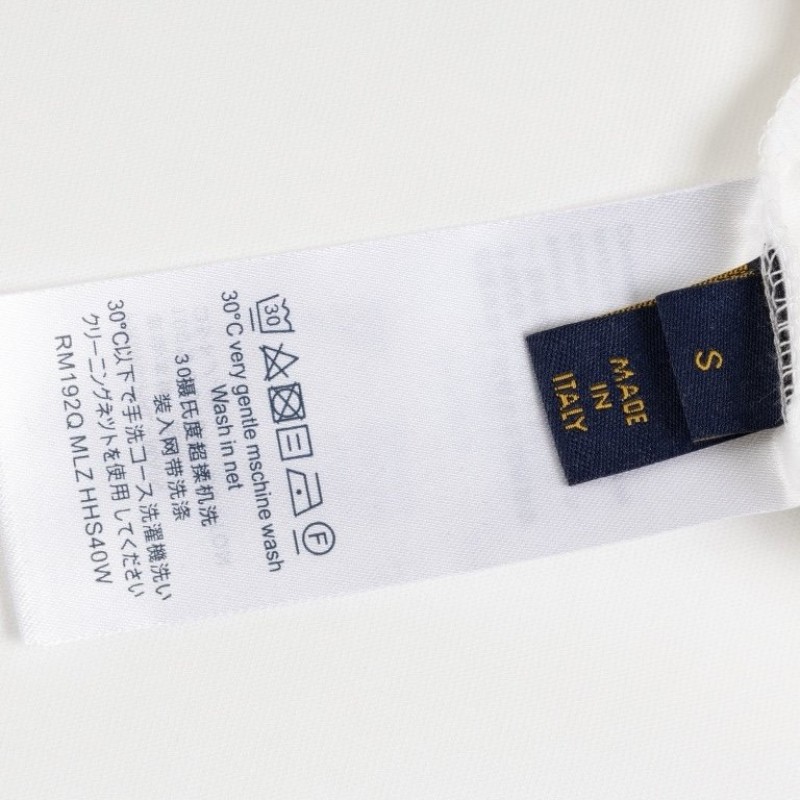 30 F
30°C very gentle mschine wash
Wash in net
30摄氏度超揉机洗
装入网带洗涤
30°C以下で手洗コース洗濯機洗い
クリーニングネットを使用してください
RM192Q MLZ HHS40W
S
MADE
IN
ITALY